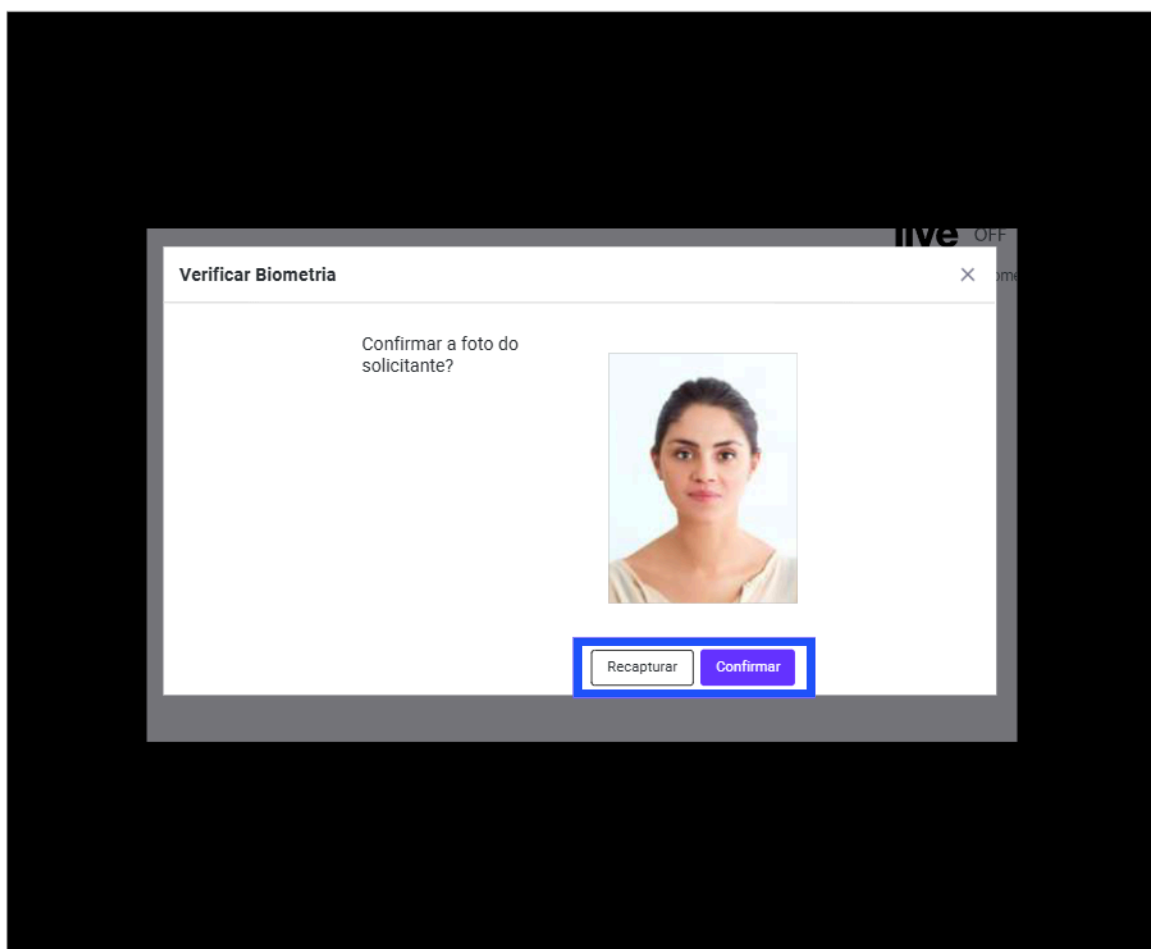 live OFF
Verificar Biometria
Confirmar a foto do
solicitante?
Recapturar Confirmar